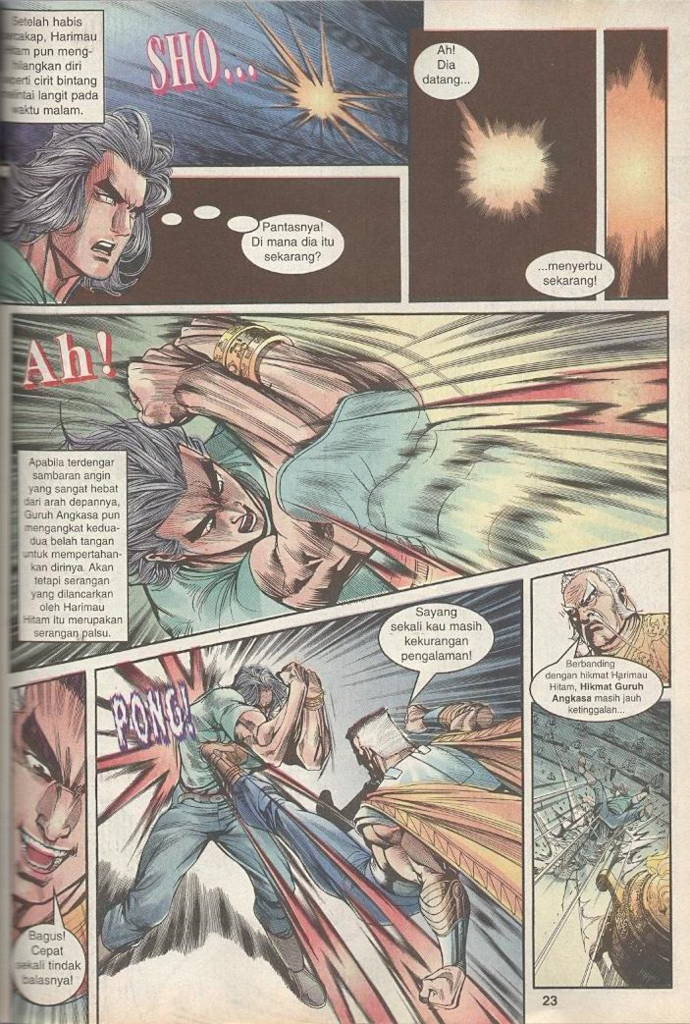 Setelah habis
Harimau
pun meng-
hilangkan diri
cirit bintang
langit pada
waktu malam.
SHO...
Ah!
Dia
datang...
Pantasnya!
Di mana dia itu
sekarang?
...menyerbu
sekarang!
Ah!
Apabila terdengar
sambaran angin
yang sangat hebat
dari arah depannya,
Guruh Angkasa pun
mengangkat kedua-
dua belah tangan
untuk mempertahan-
kan dirinya. Akan
tetapi serangan
yang dilancarkan
oleh Harimau
Hitam itu merupakan
serangan palsu.
Sayang
sekali kau masih
kekurangan
pengalaman!
Berbanding
dengan hikmat Harimau
Hitam, Hikmat Guruh
Angkasa masih jauh
ketinggalan...
PONG!
Bagus!
Cepat
sekali tindak
balasnya!
23